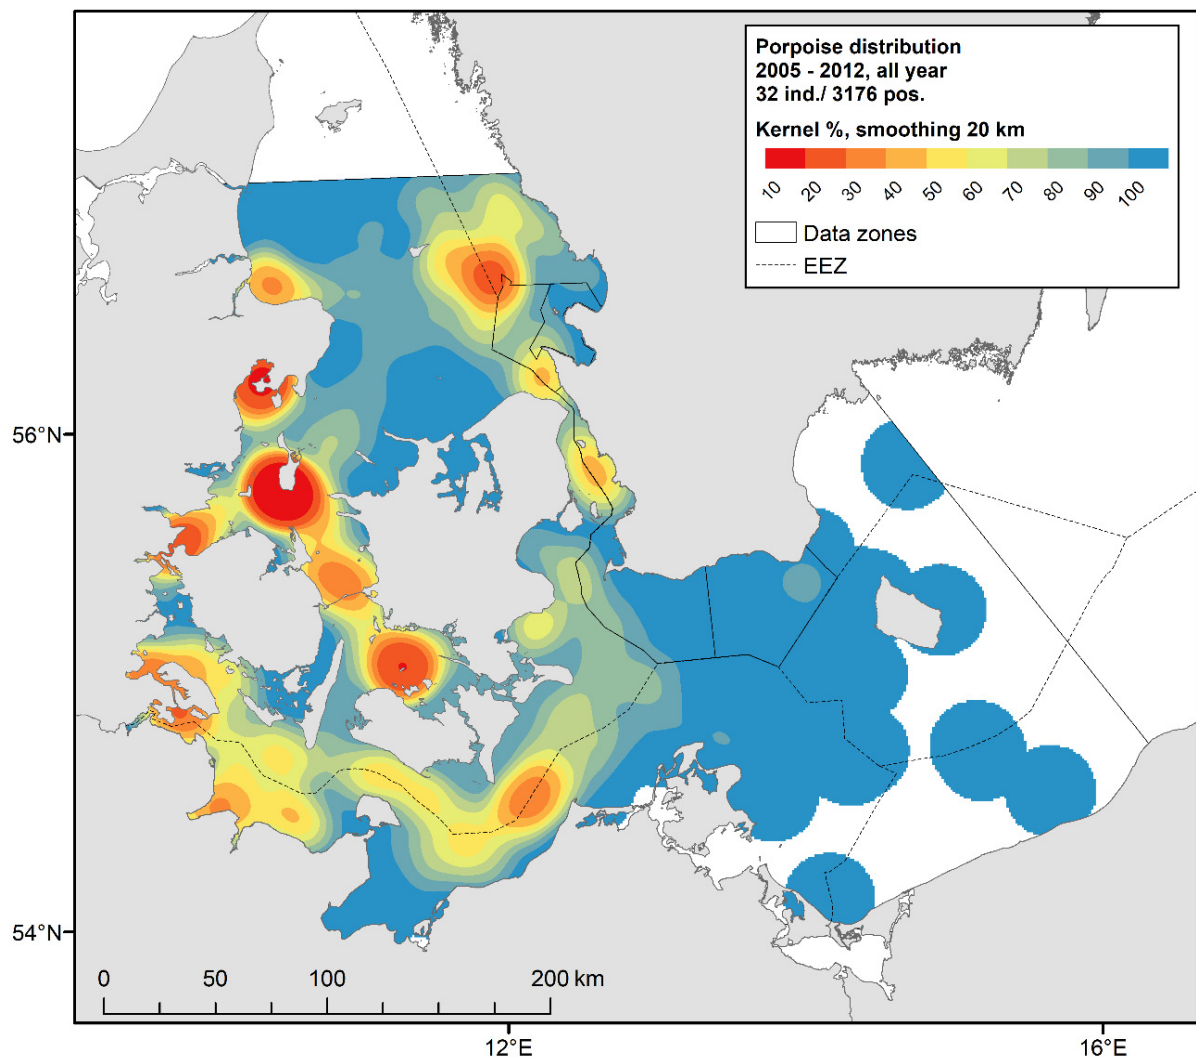 Porpoise distribution
2005 - 2012, all year
32 ind./ 3176 pos.
Kernel %, smoothing 20 km
10 20 30 40 50 60 70 80 90 100
Data zones
EEZ
56°N
54°N
0 50 100 200 km
12°E 16°E